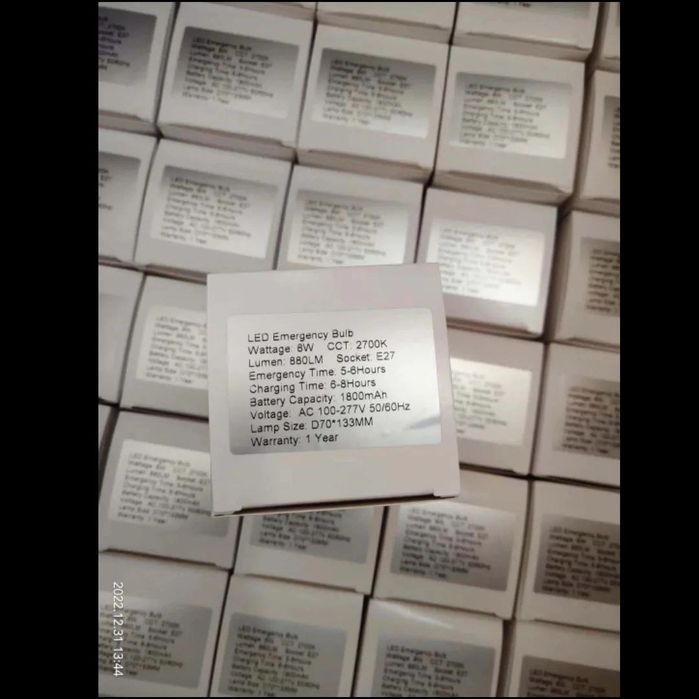 LED Emergency Bulb
Wattage: 8W CCT: 2700K
Lumen: 880LM Socket: E27
Emergency Time: 5-6Hours
Charging Time: 6-8Hours
Battery Capacity: 1800mAh
Voltage: AC 100-277V 50/60Hz
Lamp Size: D70*133MM
Warranty: 1 Year
2022.12.31 13:44